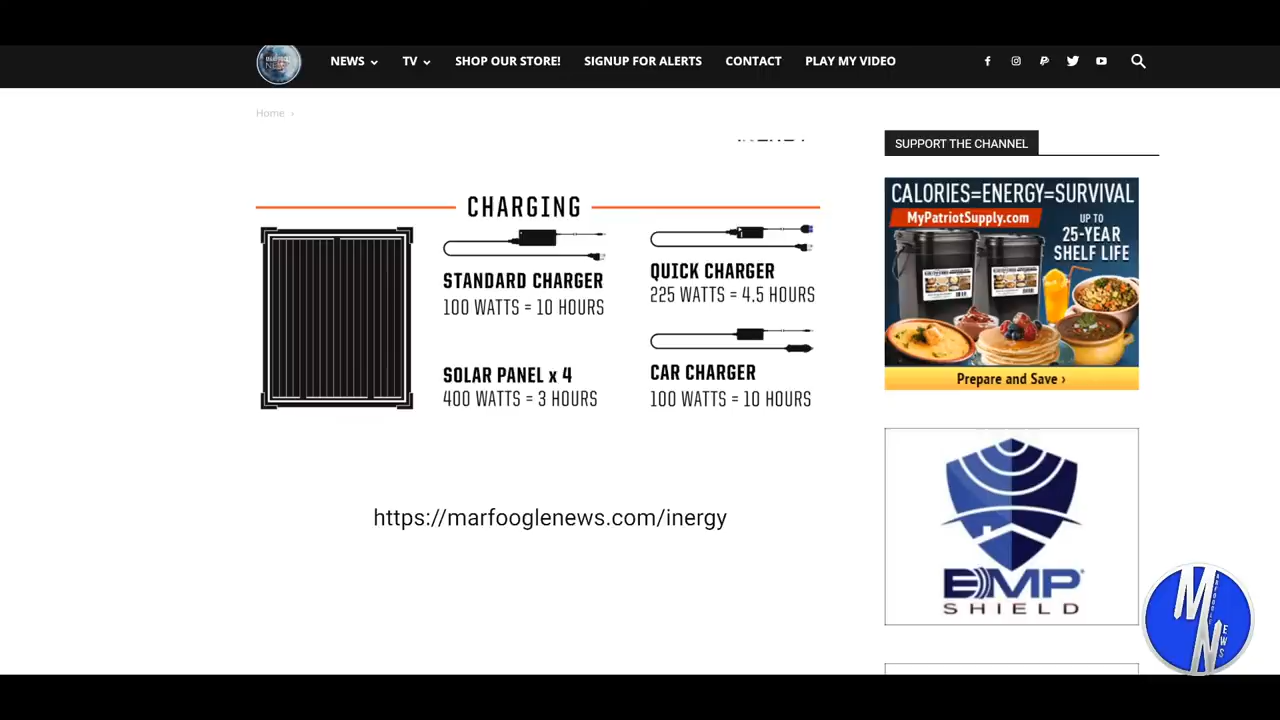 NEWS
TV
SHOP OUR STORE!
SIGNUP FOR ALERTS
CONTACT
PLAY MY VIDEO
Home ›
SUPPORT THE CHANNEL
CHARGING
STANDARD CHARGER
100 WATTS = 10 HOURS
QUICK CHARGER
225 WATTS = 4.5 HOURS
SOLAR PANEL x 4
400 WATTS = 3 HOURS
CAR CHARGER
100 WATTS = 10 HOURS
https://marfooglenews.com/inergy
CALORIES=ENERGY=SURVIVAL
MyPatriotSupply.com
UP TO
25-YEAR
SHELF LIFE
Prepare and Save ›
EMP
SHIELD
MARFOOGLE
NEWS